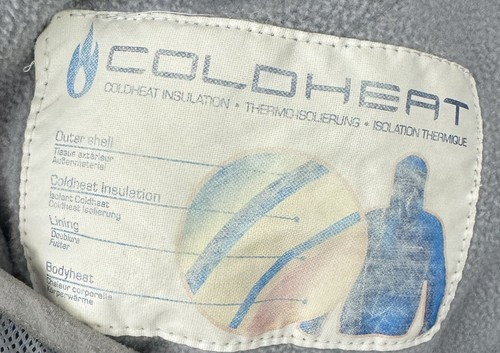 COLDHEAT
COLDHEAT INSULATION • THERMO-ISOLIERUNG • ISOLATION THERMIQUE
Outer shell
Tissus extérieur
Außenmaterial
Coldheat insulation
Isolant Coldheat
Coldheat Isolierung
Lining
Doublure
Futter
Bodyheat
Chaleur corporelle
Körperwärme